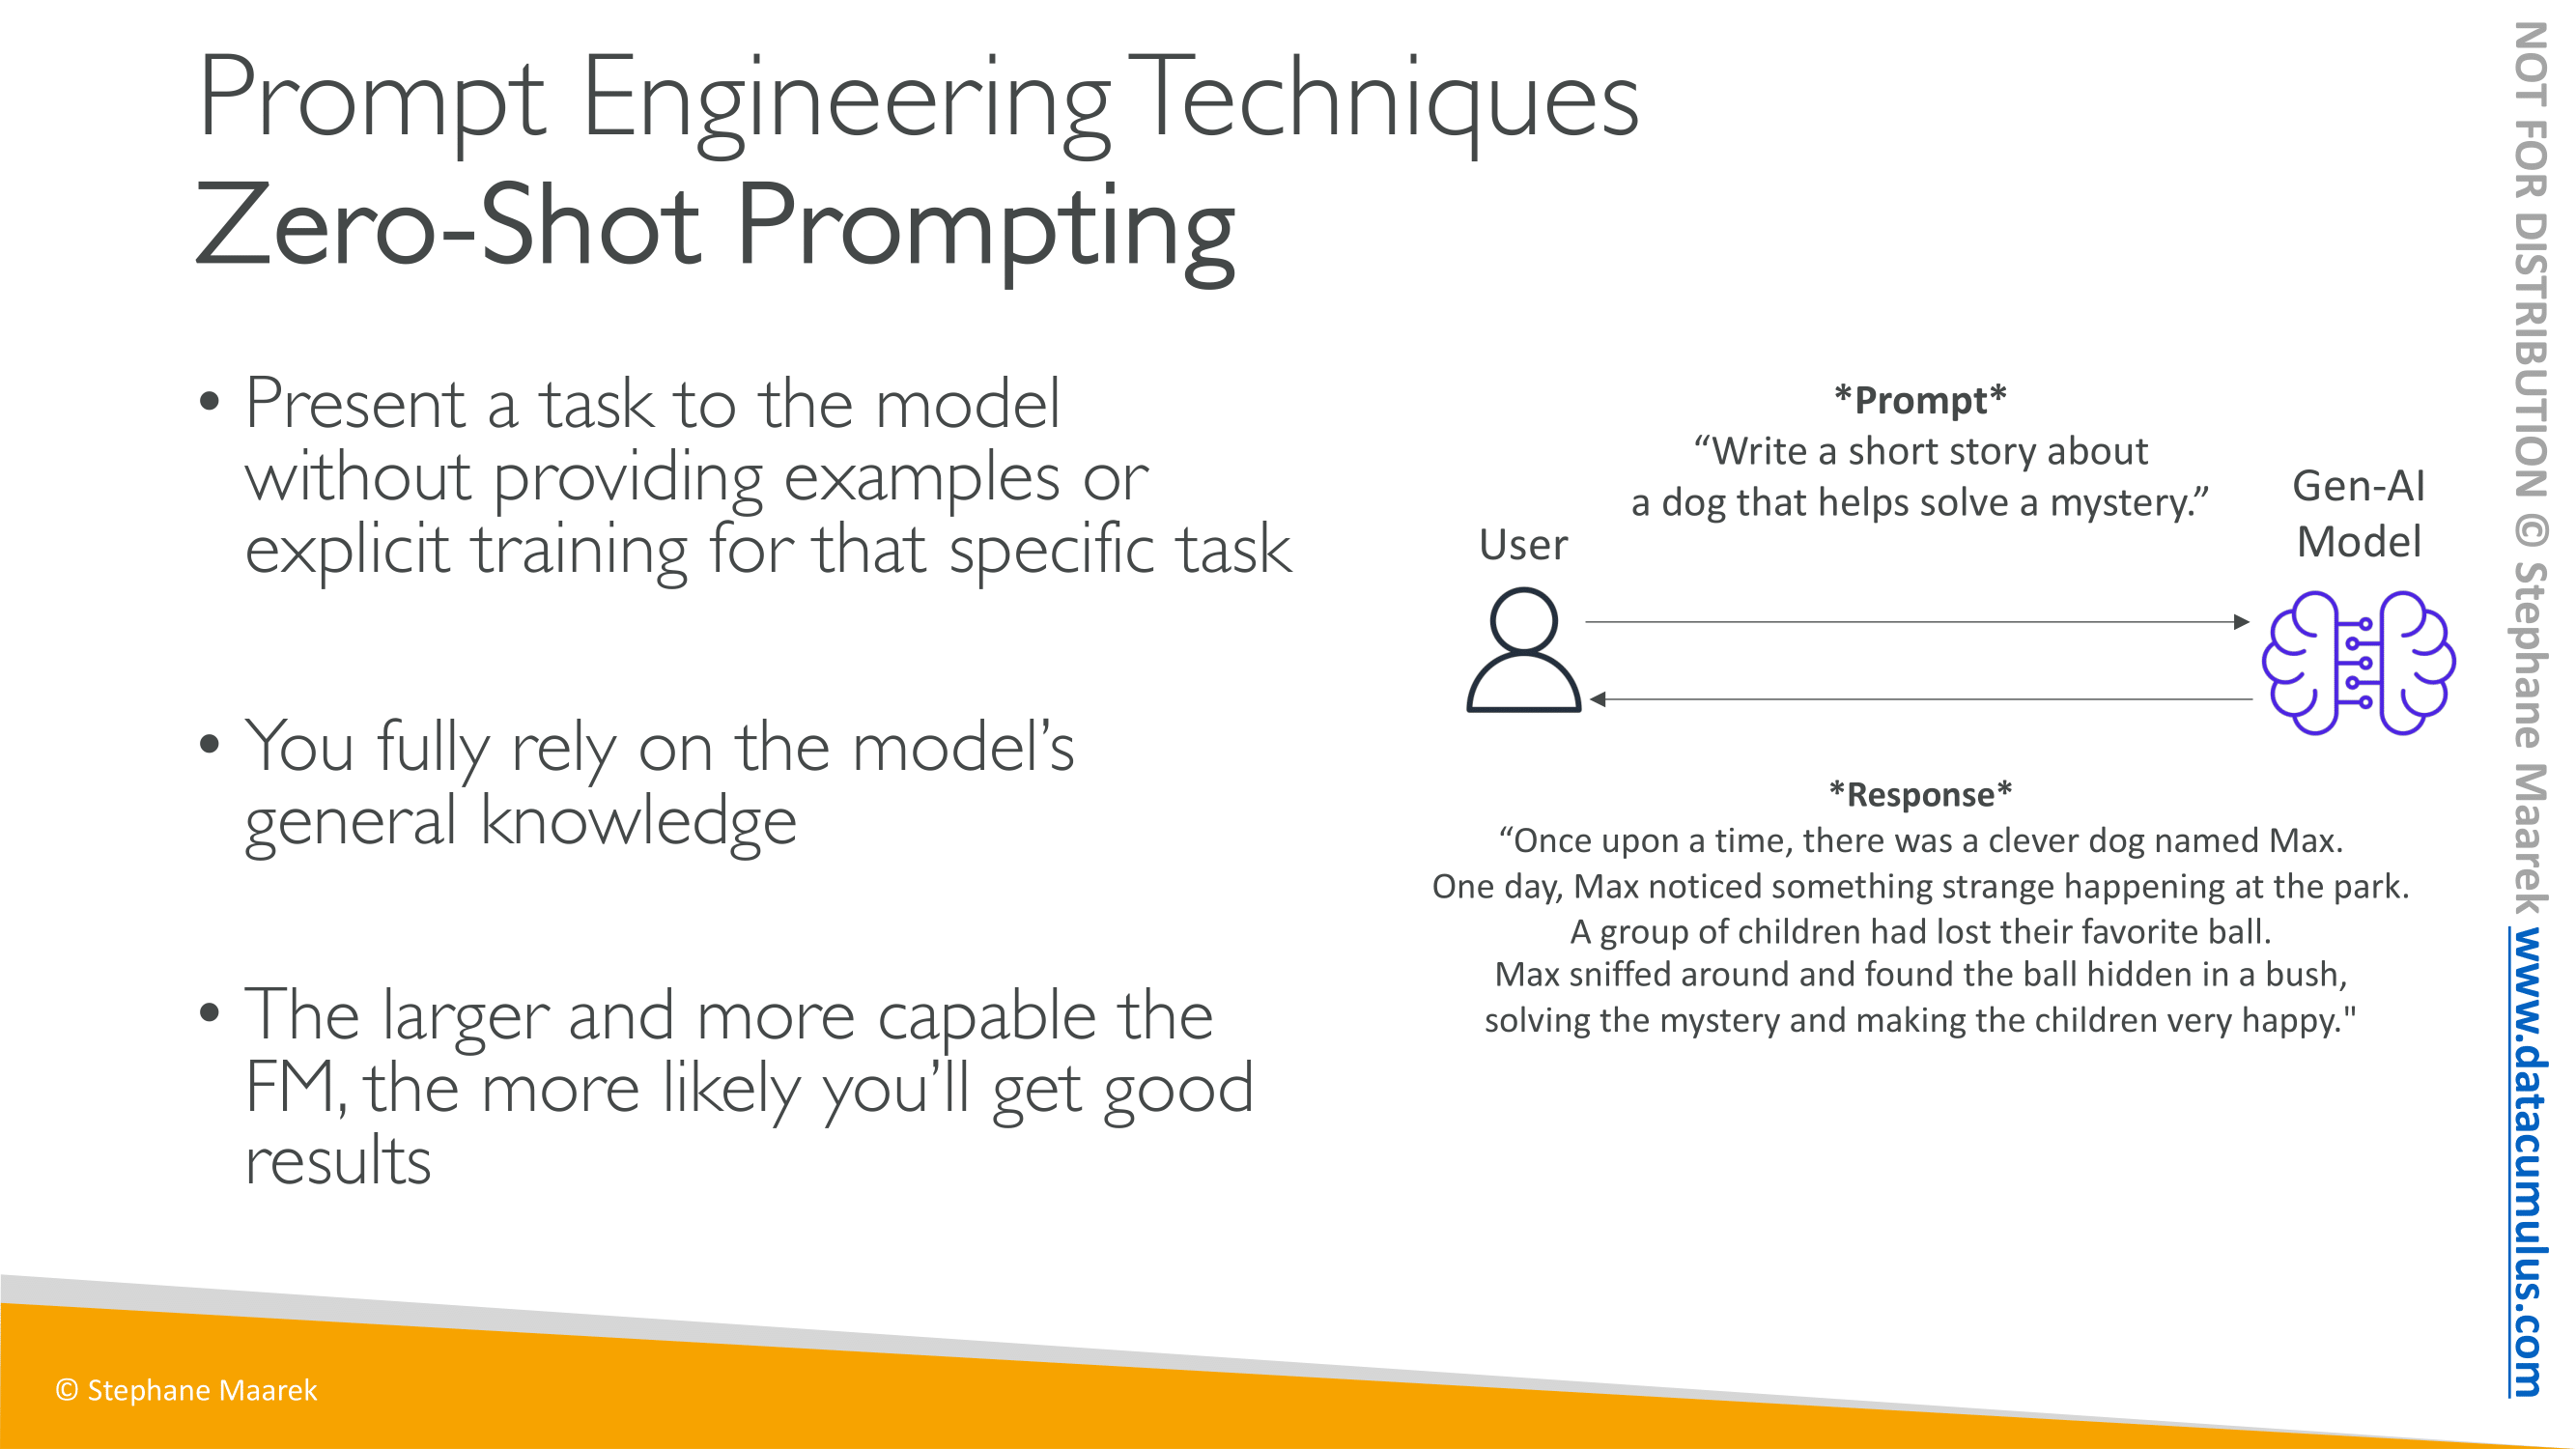 Prompt Engineering Techniques
Zero-Shot Prompting
• Present a task to the model
without providing examples or
explicit training for that specific task
• You fully rely on the model’s
general knowledge
• The larger and more capable the
FM, the more likely you’ll get good
results
*Prompt*
“Write a short story about
a dog that helps solve a mystery.”
User
Gen-AI
Model
*Response*
“Once upon a time, there was a clever dog named Max.
One day, Max noticed something strange happening at the park.
A group of children had lost their favorite ball.
Max sniffed around and found the ball hidden in a bush,
solving the mystery and making the children very happy."
© Stephane Maarek
NOT FOR DISTRIBUTION © Stephane Maarek www.datacumulus.com